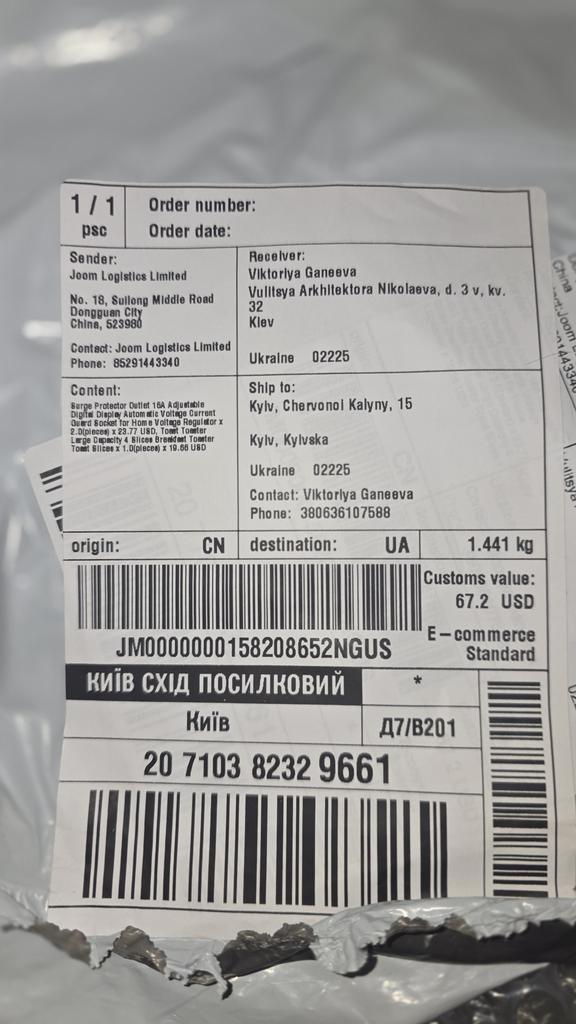 1 / 1
psc
Order number:
Order date:
Sender:
Joom Logistics Limited
No. 18, Suilong Middle Road
Dongguan City
China, 523980
Contact: Joom Logistics Limited
Phone: 85291443340
Receiver:
Viktoriya Ganeeva
Vulitsya Arkhitektora Nikolaeva, d. 3 v, kv.
32
Kiev
Ukraine 02225
Content:
Surge Protector Outlet 16A Adjustable
Digital Display Automatic Voltage Current
Guard Socket for Home Voltage Regulator x
2.0(pieces) x 23.77 USD, Toast Toaster
Large Capacity 4 Slices Breakfast Toaster
Toast Slices x 1.0(pieces) x 19.66 USD
Ship to:
Kyiv, Chervonoi Kalyny, 15
Kyiv, Kyivska
Ukraine 02225
Contact: Viktoriya Ganeeva
Phone: 380636107588
origin: CN
destination: UA
1.441 kg
Customs value:
67.2 USD
JM0000000158208652NGUS
E-commerce
Standard
КИЇВ СХІД ПОСИЛКОВИЙ
*
Київ
Д7/В201
20 7103 8232 9661
China